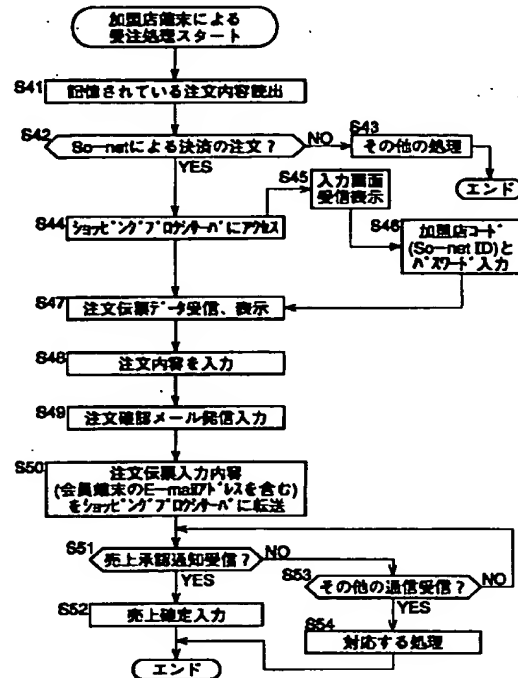 加盟店端末による
受注処理スタート
S41
記憶されている注文内容読出
S42
So-netによる決済の注文?
NO
YES
S43
その他の処理
エンド
S44
ショッピングプロクシサーバにアクセス
S45
入力画面
受信表示
S46
加盟店コード
(So-net ID)と
パスワード入力
S47
注文伝票データ受信、表示
S48
注文内容を入力
S49
注文確認メール発信入力
S50
注文伝票入力内容
(会員端末のE-mailアドレスを含む)
をショッピングプロクシサーバに転送
S51
売上承認通知受信?
NO
YES
S52
売上確定入力
S53
その他の通信受信?
NO
YES
S54
対応する処理
エンド